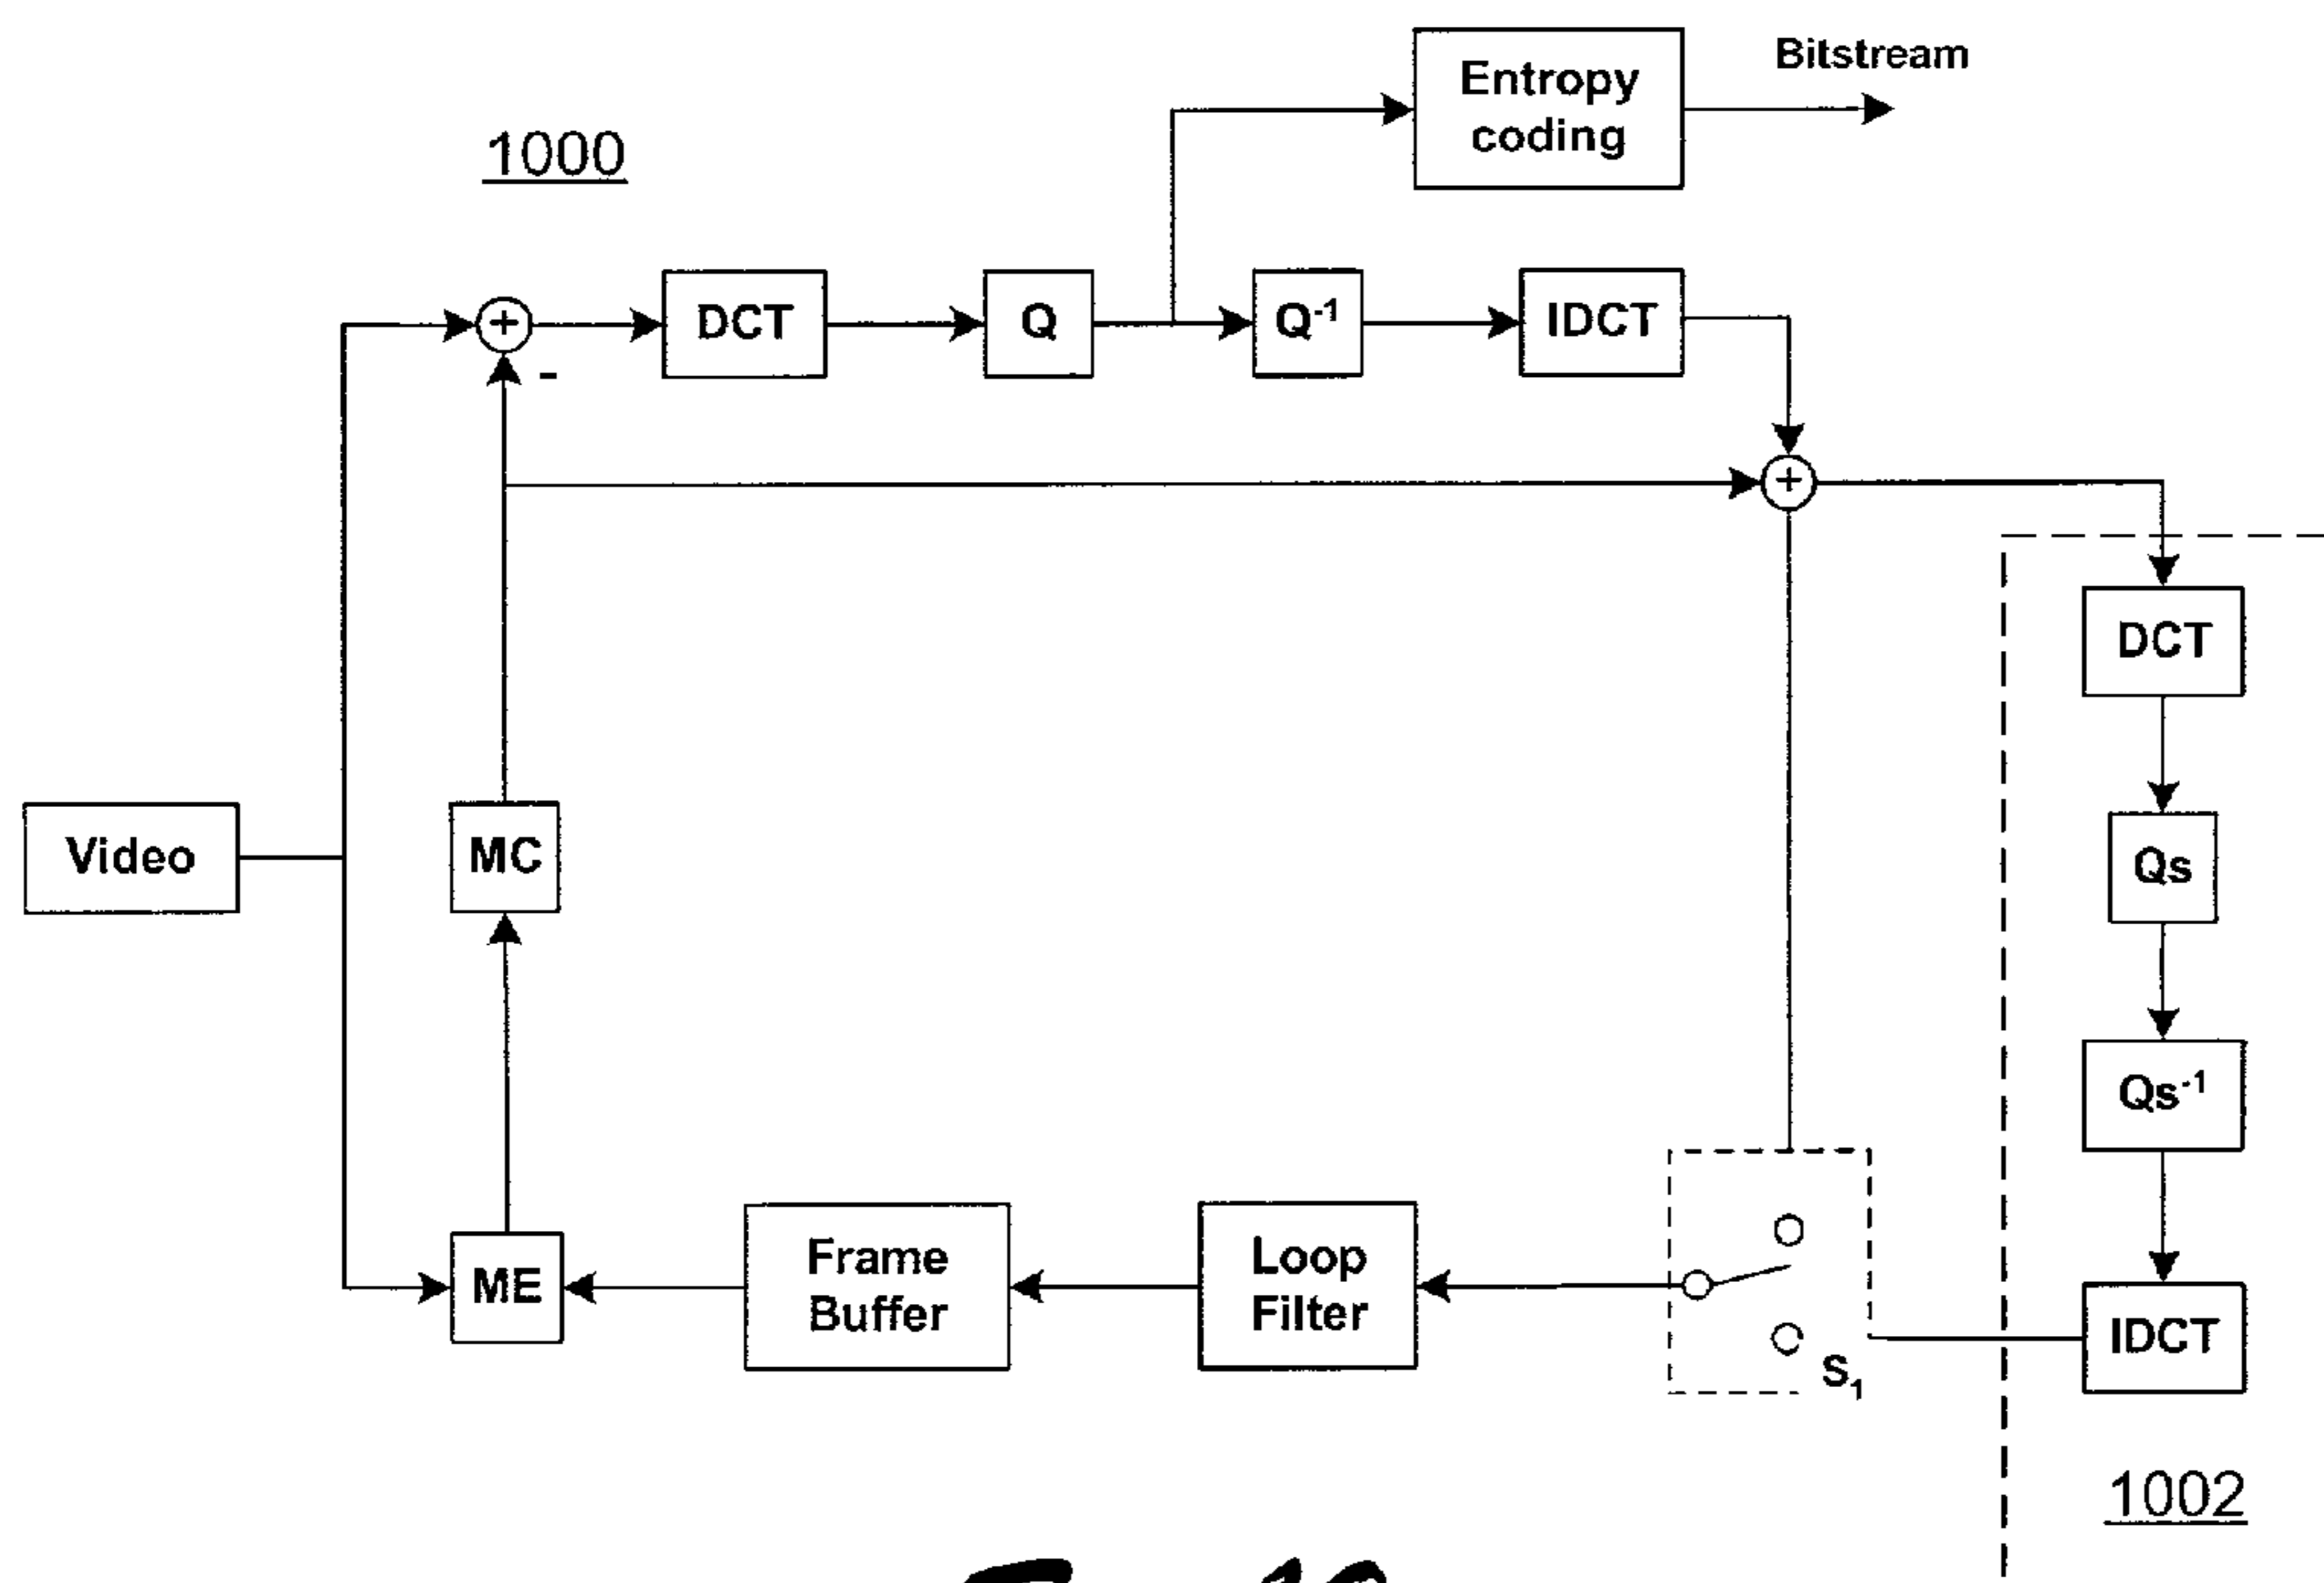 1000
Entropy
coding
Bitstream
+
-
DCT
Q
Q-1
IDCT
+
DCT
Video
MC
Qs
Qs-1
ME
Frame
Buffer
Loop
Filter
S1
IDCT
1002